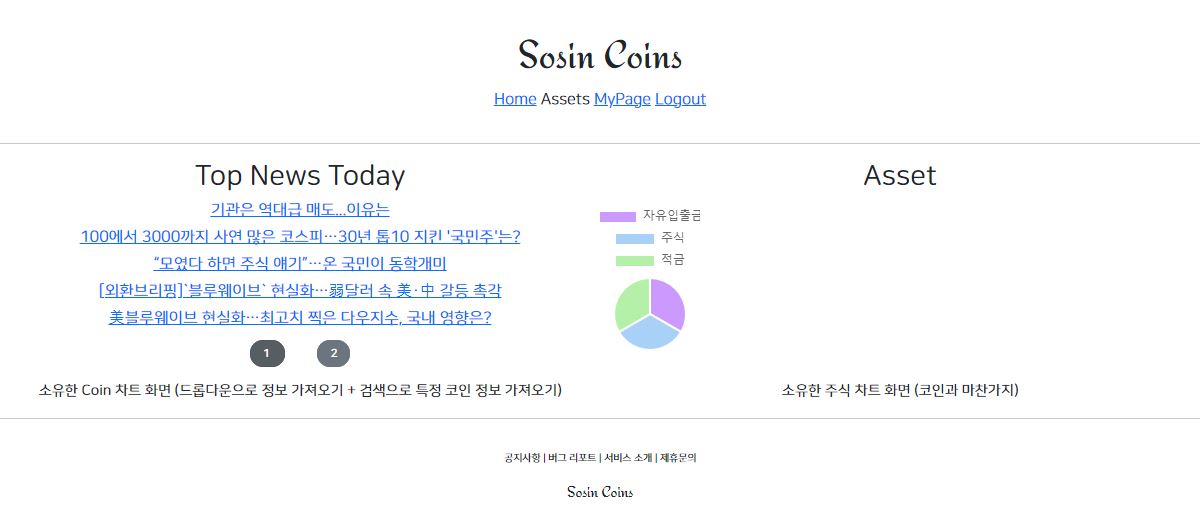 Sosin Coins
Home Assets MyPage Logout
Top News Today
기관은 역대급 매도...이유는
100에서 3000까지 사연 많은 코스피…30년 톱10 지킨 '국민주'는?
“모였다 하면 주식 얘기”…온 국민이 동학개미
[외환브리핑]`블루웨이브` 현실화…弱달러 속 美·中 갈등 촉각
美블루웨이브 현실화…최고치 찍은 다우지수, 국내 영향은?
1 2
Asset
자유입출금
주식
적금
소유한 Coin 차트 화면 (드롭다운으로 정보 가져오기 + 검색으로 특정 코인 정보 가져오기)
소유한 주식 차트 화면 (코인과 마찬가지)
공지사항 | 버그 리포트 | 서비스 소개 | 제휴문의
Sosin Coins